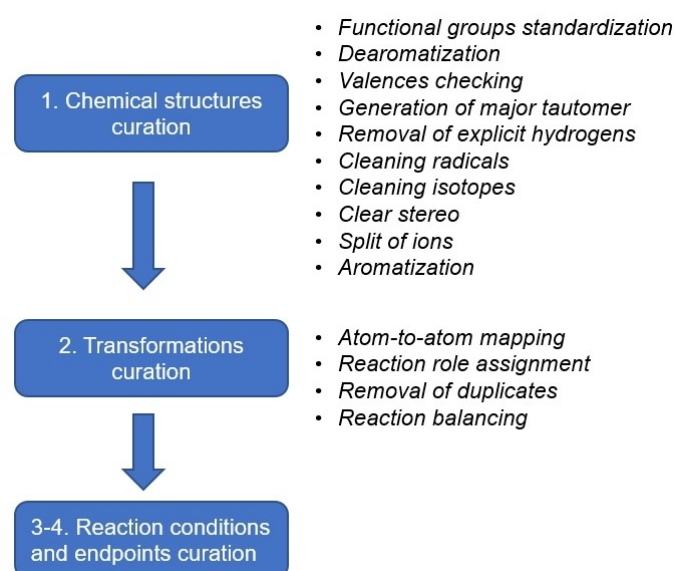 1. Chemical structures
curation
• Functional groups standardization
• Dearomatization
• Valences checking
• Generation of major tautomer
• Removal of explicit hydrogens
• Cleaning radicals
• Cleaning isotopes
• Clear stereo
• Split of ions
• Aromatization
2. Transformations
curation
• Atom-to-atom mapping
• Reaction role assignment
• Removal of duplicates
• Reaction balancing
3-4. Reaction conditions
and endpoints curation